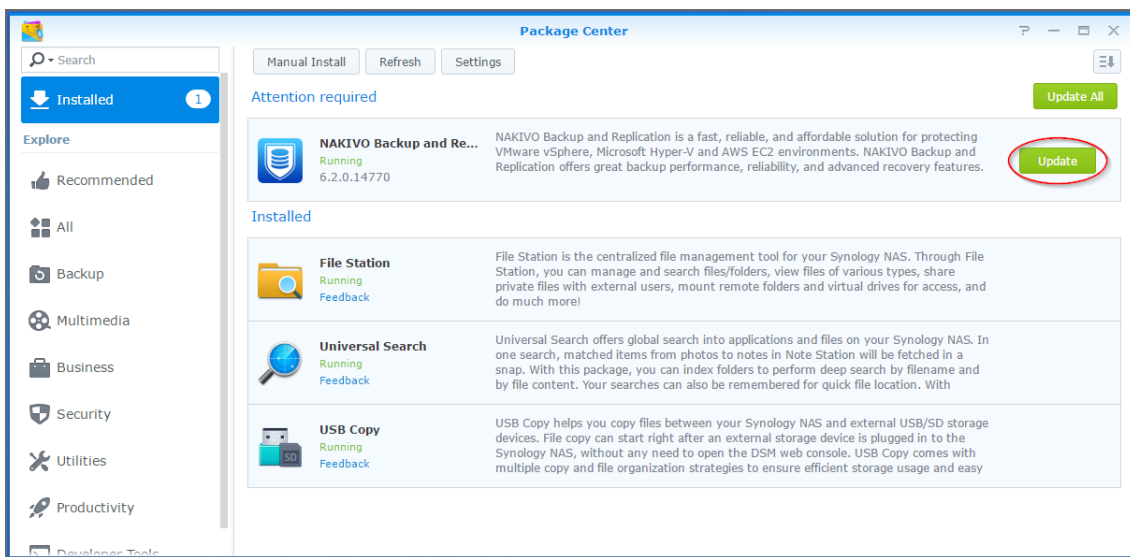 Package Center
Search
Manual Install
Refresh
Settings
Installed
1
Attention required
Update All
Explore
NAKIVO Backup and Re...
Running
6.2.0.14770
NAKIVO Backup and Replication is a fast, reliable, and affordable solution for protecting
VMware vSphere, Microsoft Hyper-V and AWS EC2 environments. NAKIVO Backup and
Replication offers great backup performance, reliability, and advanced recovery features.
Update
Recommended
All
Backup
Multimedia
Business
Security
Utilities
Productivity
Developer Tools
Installed
File Station
Running
Feedback
File Station is the centralized file management tool for your Synology NAS. Through File
Station, you can manage and search files/folders, view files of various types, share
private files with external users, mount remote folders and virtual drives for access, and
do much more!
Universal Search
Running
Feedback
Universal Search offers global search into applications and files on your Synology NAS. In
one search, matched items from photos to notes in Note Station will be fetched in a
snap. With this package, you can index folders to perform deep search by filename and
by file content. Your searches can also be remembered for quick file location. With
USB Copy
Running
Feedback
SD
USB Copy helps you copy files between your Synology NAS and external USB/SD storage
devices. File copy can start right after an external storage device is plugged in to the
Synology NAS, without any need to open the DSM web console. USB Copy comes with
multiple copy and file organization strategies to ensure efficient storage usage and easy